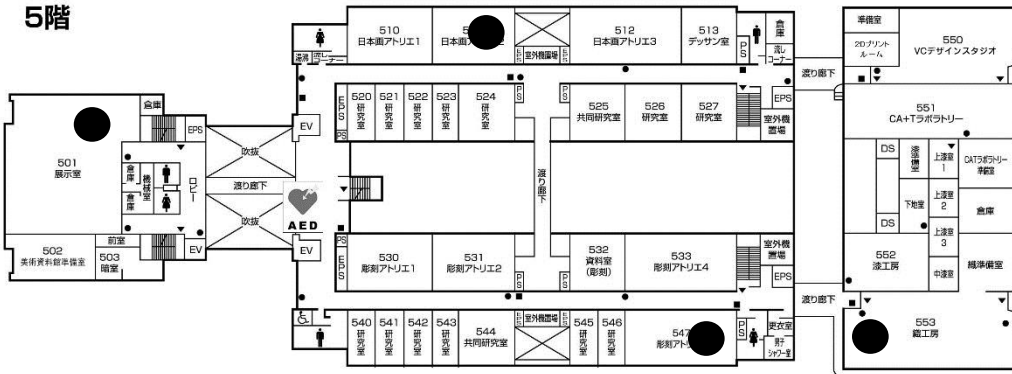 5階
510
日本画アトリエ1
日本画アトリエ2
室外機置場
512
日本画アトリエ3
513
デッサン室
PS
倉庫
流し
コーナー
湯沸
流し
コーナー
渡り廊下
準備室
2Dプリント
ルーム
550
VCデザインスタジオ
EPS
PS
520
研究室
521
研究室
522
研究室
523
研究室
524
研究室
PS
PS
525
共同研究室
526
研究室
527
研究室
EPS
室外機
置場
551
CA+Tラボラトリー
倉庫
EPS
EV
501
展示室
吹抜
渡り廊下
吹抜
ロビー
機械室
倉庫
倉庫
AED
渡り廊下
DS
DS
漆準備室
下地室
上漆室
1
上漆室
2
上漆室
3
中漆室
CATラボラトリー
準備室
倉庫
織準備室
502
美術資料館準備室
前室
503
暗室
EV
EV
PS
EPS
530
彫刻アトリエ1
531
彫刻アトリエ2
PS
PS
532
資料室
(彫刻)
533
彫刻アトリエ4
室外機
置場
EPS
552
漆工房
渡り廊下
540
研究室
541
研究室
542
研究室
543
研究室
544
共同研究室
室外機置場
545
研究室
546
研究室
547
彫刻アトリエ
PS
更衣室
男子
シャワー室
553
織工房